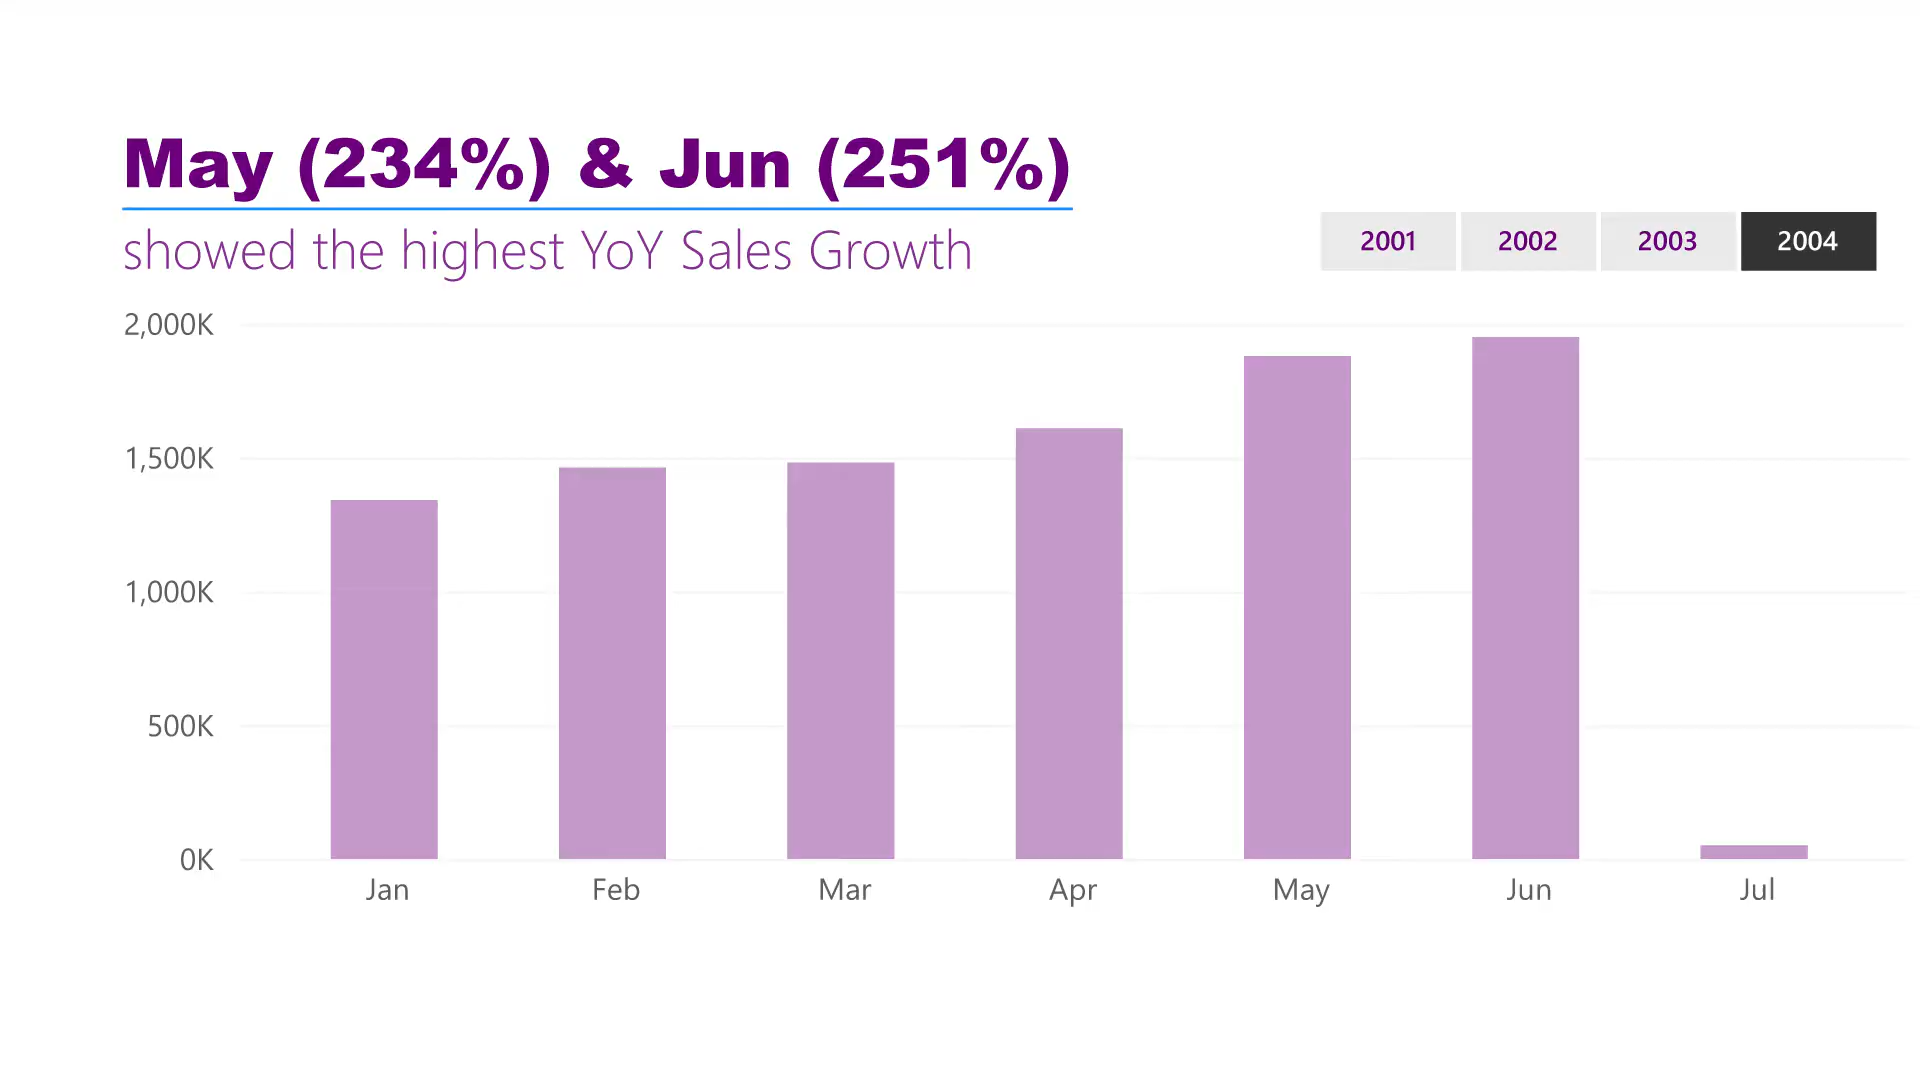 May (234%) & Jun (251%)
showed the highest YoY Sales Growth
2001 2002 2003 2004
2,000K
1,500K
1,000K
500K
0K
Jan Feb Mar Apr May Jun Jul